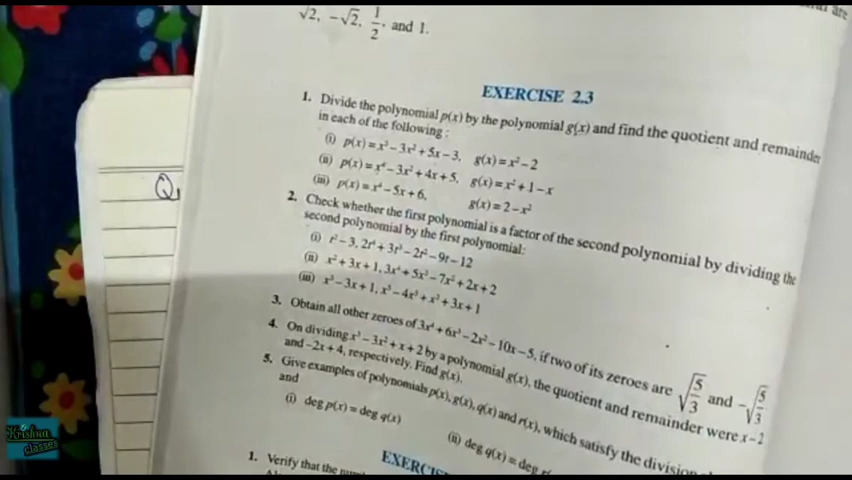 √2, −√2, 1/2, and 1.
EXERCISE 2.3
1. Divide the polynomial p(x) by the polynomial g(x) and find the quotient and remainder
in each of the following :
(i) p(x) = x³ − 3x² + 5x − 3, g(x) = x² − 2
(ii) p(x) = x⁴ − 3x² + 4x + 5, g(x) = x² + 1 − x
(iii) p(x) = x⁴ − 5x + 6, g(x) = 2 − x²
2. Check whether the first polynomial is a factor of the second polynomial by dividing the
second polynomial by the first polynomial:
(i) t² − 3, 2t⁴ + 3t³ − 2t² − 9t − 12
(ii) x² + 3x + 1, 3x⁴ + 5x³ − 7x² + 2x + 2
(iii) x³ − 3x + 1, x⁵ − 4x³ + x² + 3x + 1
3. Obtain all other zeroes of 3x⁴ + 6x³ − 2x² − 10x − 5, if two of its zeroes are √5/3 and −√5/3
4. On dividing x³ − 3x² + x + 2 by a polynomial g(x), the quotient and remainder were x − 2
and −2x + 4, respectively. Find g(x).
5. Give examples of polynomials p(x), g(x), q(x) and r(x), which satisfy the division
and
(i) deg p(x) = deg q(x) (ii) deg q(x) = deg
1. Verify that the
Krishna
classes